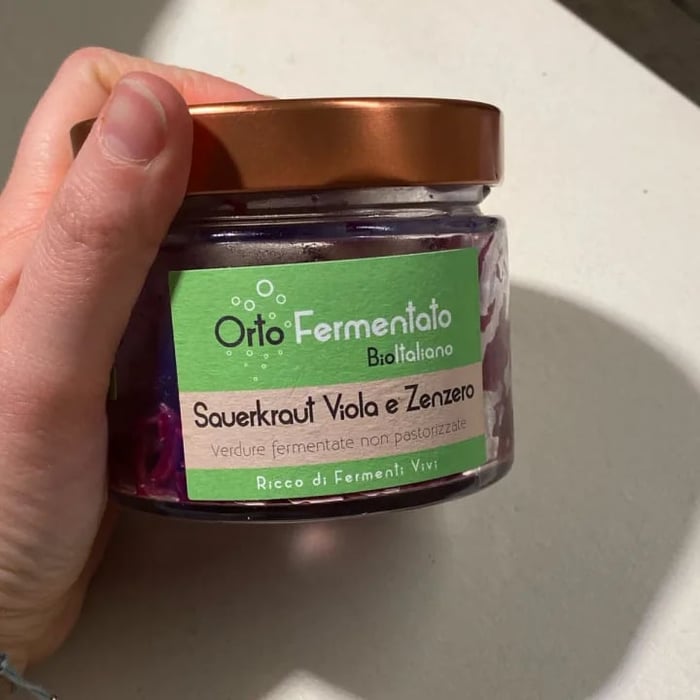 Orto Fermentato
BioItaliano
Sauerkraut Viola e Zenzero
Verdure fermentate non pastorizzate
Ricco di Fermenti Vivi